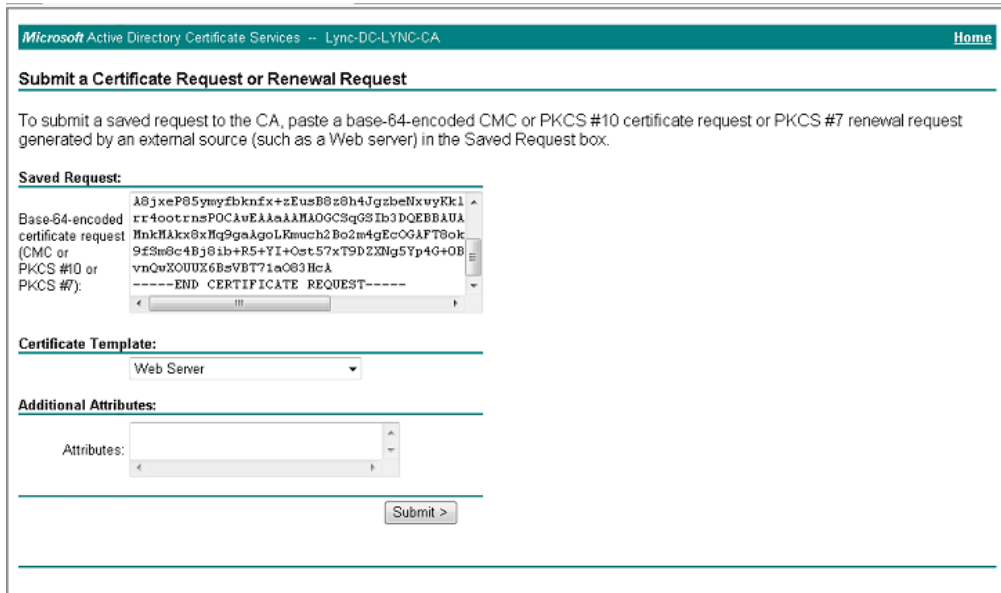 Microsoft Active Directory Certificate Services -- Lync-DC-LYNC-CA
Home
Submit a Certificate Request or Renewal Request
To submit a saved request to the CA, paste a base-64-encoded CMC or PKCS #10 certificate request or PKCS #7 renewal request
generated by an external source (such as a Web server) in the Saved Request box.
Saved Request:
Base-64-encoded
certificate request
(CMC or
PKCS #10 or
PKCS #7):
A8jxeP85ymyfbknfx+zEusB8z8h4JgzbeNxwyKkl
rr4ootrnsPOCAwEAAaAAMA0GCSqGSIb3DQEBBAUA
MnkMAkx8xMq9gaAgoLKmuch2Bo2m4gEcOGAFT8ok
9fSm8c4Bj8ib+R5+YI+Ost57xT9DZXNg5Yp4G+OB
vnQwXOUUX6BsVBT71aO83HcA
-----END CERTIFICATE REQUEST-----
Certificate Template:
Web Server
Additional Attributes:
Attributes:
Submit >